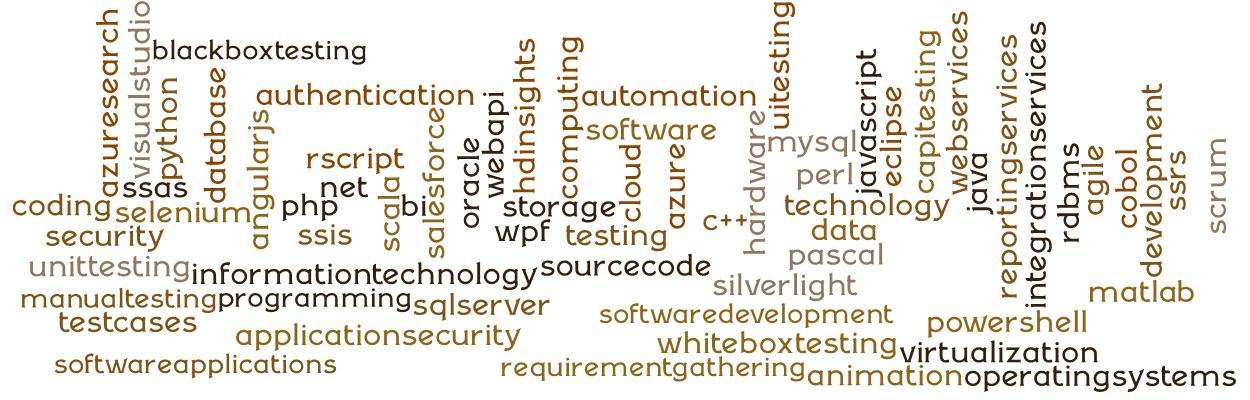 azuresearch
visualstudio
blackboxtesting
python
database
authentication
angularjs
rscript
ssas
net
coding
selenium
php
scala
bi
salesforce
oracle
webapi
hdinsights
computing
automation
software
cloud
azure
storage
wpf
testing
security
ssis
c++
hardware
uitesting
mysql
perl
javascript
eclipse
capitesting
webservices
java
reportingservices
integrationservices
rdbms
agile
cobol
development
ssrs
scrum
technology
data
pascal
unittesting
informationtechnology
sourcecode
silverlight
matlab
manualtesting
programming
sqlserver
softwaredevelopment
powershell
testcases
applicationsecurity
whiteboxtesting
virtualization
softwareapplications
requirementgathering
animation
operatingsystems